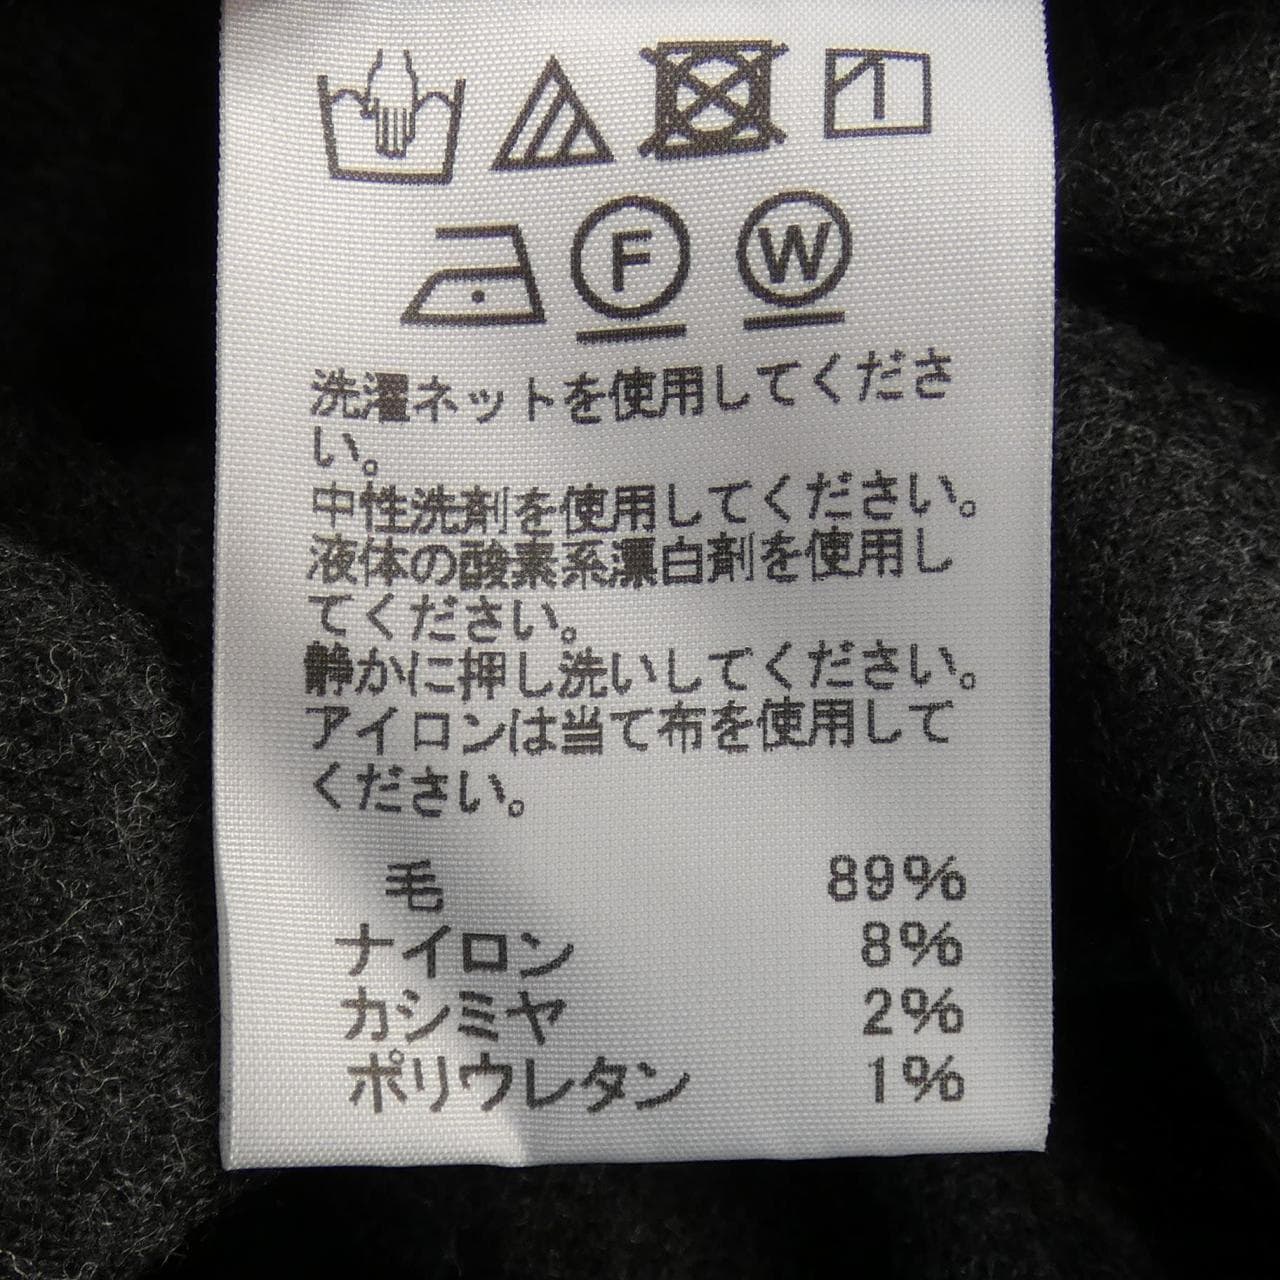 F W
洗濯ネットを使用してくださ
い。
中性洗剤を使用してください。
液体の酸素系漂白剤を使用し
てください。
静かに押し洗いしてください。
アイロンは当て布を使用して
ください。
毛 89%
ナイロン 8%
カシミヤ 2%
ポリウレタン 1%